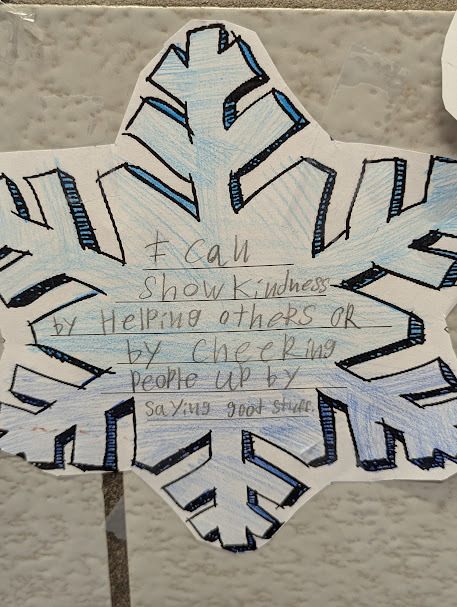 I can
Show kindness
by Helping others OR
by cheering
people up by
saying good stuff.